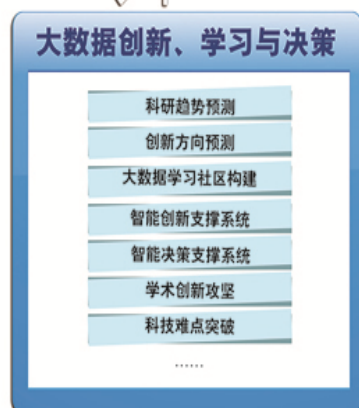 大数据创新、学习与决策
科研趋势预测
创新方向预测
大数据学习社区构建
智能创新支撑系统
智能决策支撑系统
学术创新攻坚
科技难点突破
······